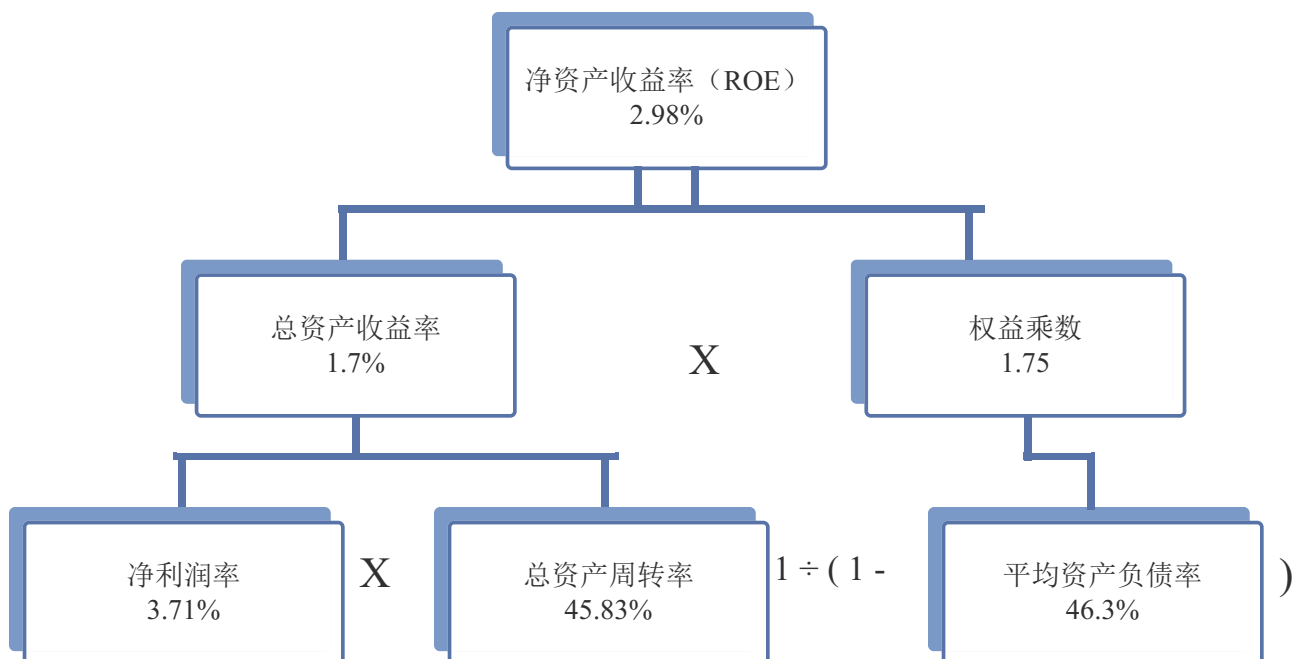 净资产收益率（ROE）
2.98%
总资产收益率
1.7%
X
权益乘数
1.75
净利润率
3.71%
X
总资产周转率
45.83%
1 ÷ ( 1 -
平均资产负债率
46.3%
)